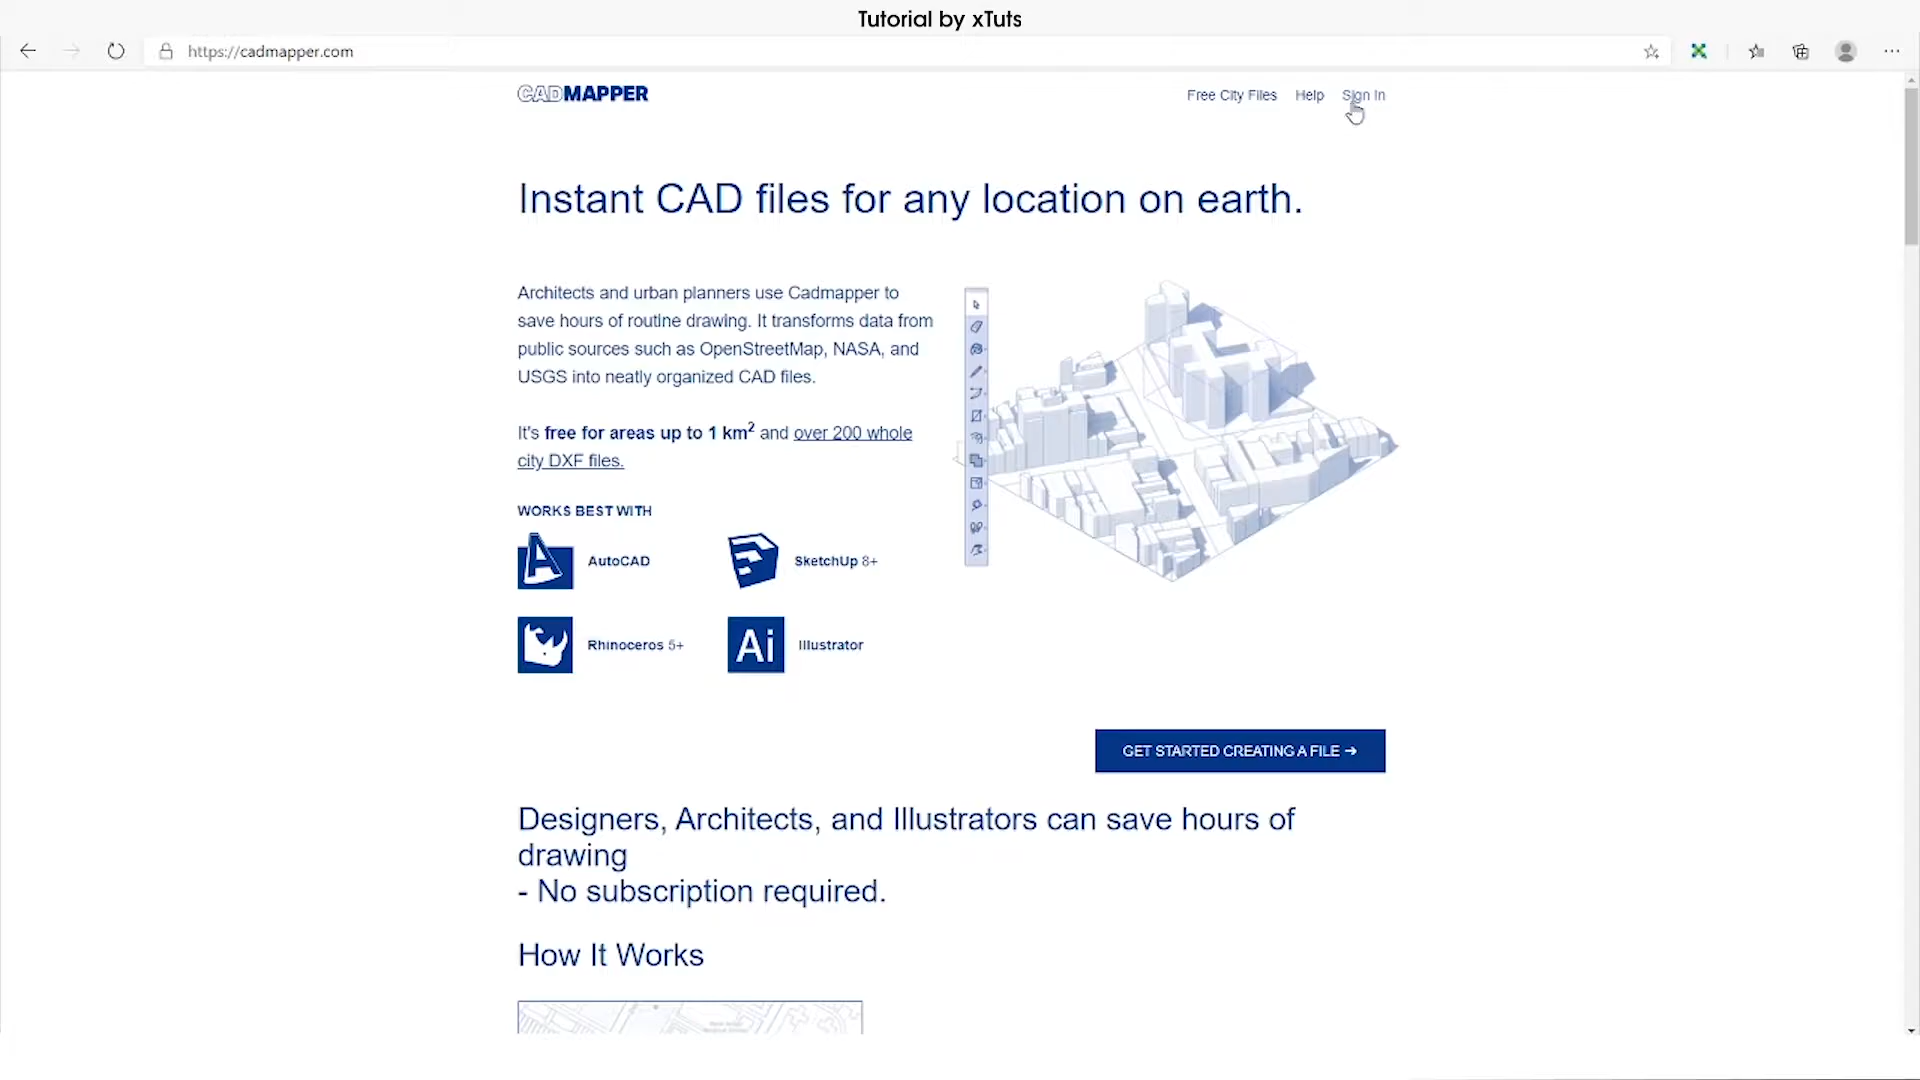 Tutorial by xTuts
https://cadmapper.com
CADMAPPER
Free City Files Help Sign In
Instant CAD files for any location on earth.
Architects and urban planners use Cadmapper to
save hours of routine drawing. It transforms data from
public sources such as OpenStreetMap, NASA, and
USGS into neatly organized CAD files.
It's free for areas up to 1 km² and over 200 whole
city DXF files.
WORKS BEST WITH
AutoCAD
SketchUp 8+
Rhinoceros 5+
Ai Illustrator
GET STARTED CREATING A FILE →
Designers, Architects, and Illustrators can save hours of
drawing
- No subscription required.
How It Works